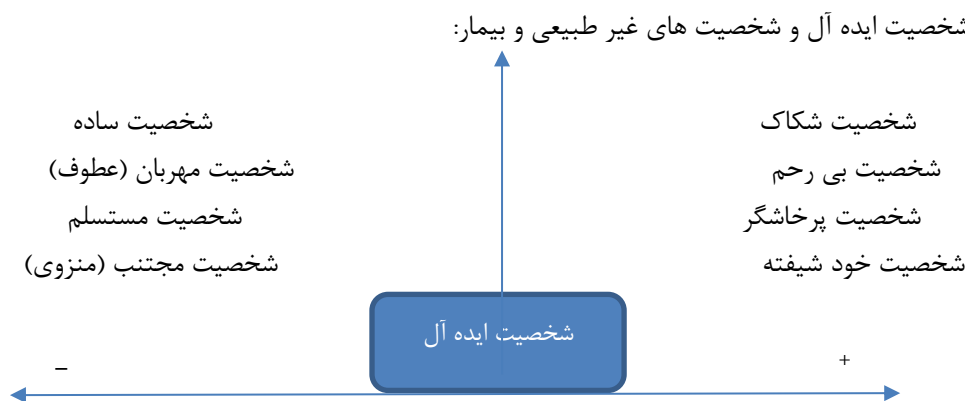 شخصیت ایده آل و شخصیت های غیر طبیعی و بیمار:
شخصیت شکاک
شخصیت ساده
شخصیت بی رحم
شخصیت مهربان (عطوف)
شخصیت پرخاشگر
شخصیت مستسلم
شخصیت خود شیفته
شخصیت مجتنب (منزوی)
شخصیت ایده آل
+
_